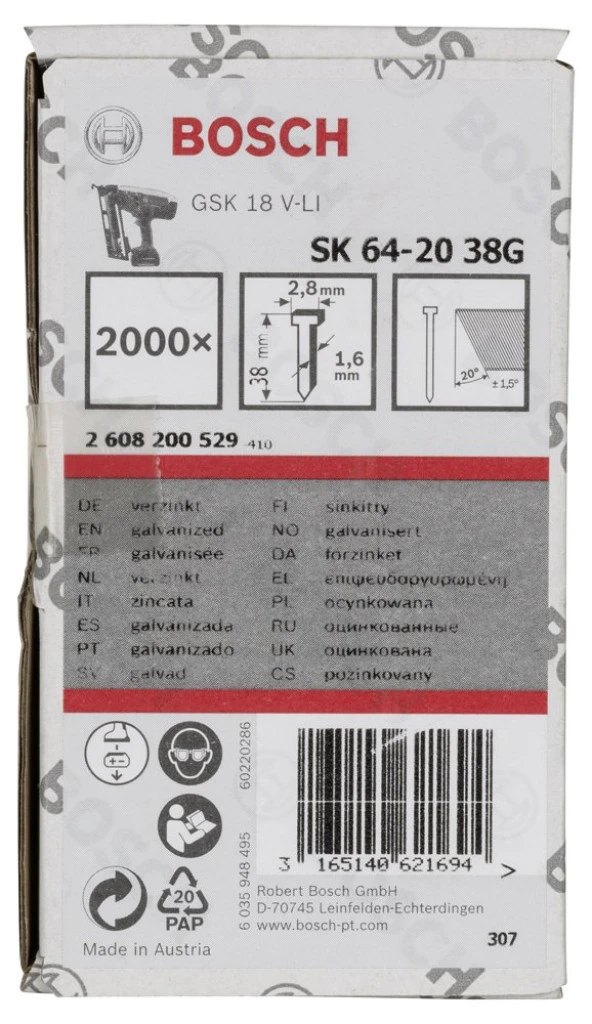 BOSCH
GSK 18 V-LI
SK 64-20 38G
2000×
2,8 mm
38 mm
1,6 mm
20°
± 1,5°
2 608 200 529 410
DE verzinkt FI sinkitty
EN galvanized NO galvanisert
FR galvanisée DA forzinket
NL verzinkt EL επιψευδαργυρωμένη
IT zincata PL ocynkowana
ES galvanizada RU оцинкованные
PT galvanizado UK оцинкована
SV galvad CS pozinkovany
60220286
6 035 948 495
3 165140 621694 >
20
PAP
Made in Austria
Robert Bosch GmbH
D-70745 Leinfelden-Echterdingen
www.bosch-pt.com
307